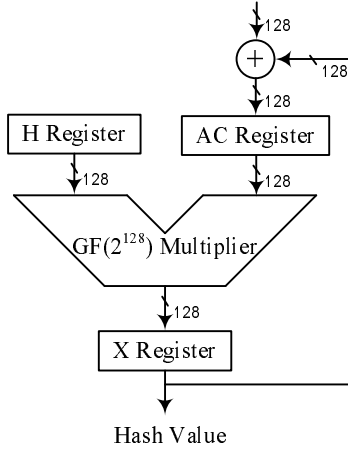 128
+
128
128
H Register
AC Register
128
128
GF(2^128) Multiplier
128
X Register
Hash Value